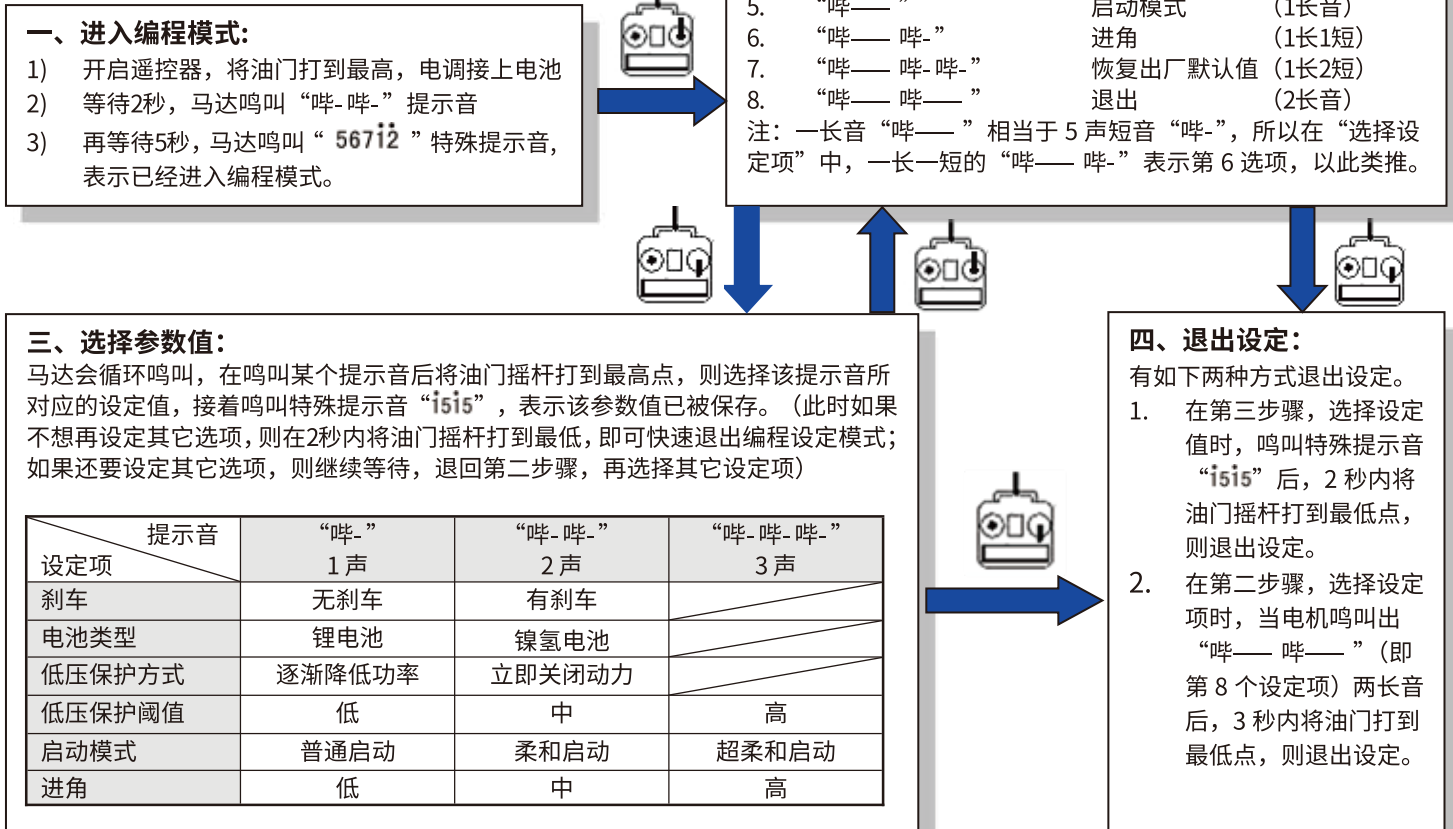 一、进入编程模式:
1) 开启遥控器，将油门打到最高，电调接上电池
2) 等待2秒，马达鸣叫“哔- 哔-”提示音
3) 再等待5秒，马达鸣叫“ 567i̇2̇ ”特殊提示音，
表示已经进入编程模式。
5. “哔—— ” 启动模式 （1长音）
6. “哔—— 哔-” 进角 （1长1短）
7. “哔—— 哔- 哔-” 恢复出厂默认值 （1长2短）
8. “哔—— 哔—— ” 退出 （2长音）
注：一长音“哔—— ”相当于 5 声短音“哔-”，所以在“选择设
定项”中，一长一短的“哔—— 哔-”表示第 6 选项，以此类推。
三、选择参数值：
马达会循环鸣叫，在鸣叫某个提示音后将油门摇杆打到最高点，则选择该提示音所
对应的设定值，接着鸣叫特殊提示音“i5i5”，表示该参数值已被保存。（此时如果
不想再设定其它选项，则在2秒内将油门摇杆打到最低，即可快速退出编程设定模式；
如果还要设定其它选项，则继续等待，退回第二步骤，再选择其它设定项）
提示音 “哔-” “哔- 哔-” “哔- 哔- 哔-”
设定项 1 声 2 声 3 声
刹车 无刹车 有刹车
电池类型 锂电池 镍氢电池
低压保护方式 逐渐降低功率 立即关闭动力
低压保护阈值 低 中 高
启动模式 普通启动 柔和启动 超柔和启动
进角 低 中 高
四、退出设定：
有如下两种方式退出设定。
1. 在第三步骤，选择设定
值时，鸣叫特殊提示音
“i5i5”后，2 秒内将
油门摇杆打到最低点，
则退出设定。
2. 在第二步骤，选择设定
项时，当电机鸣叫出
“哔—— 哔—— ”（即
第 8 个设定项）两长音
后，3 秒内将油门打到
最低点，则退出设定。